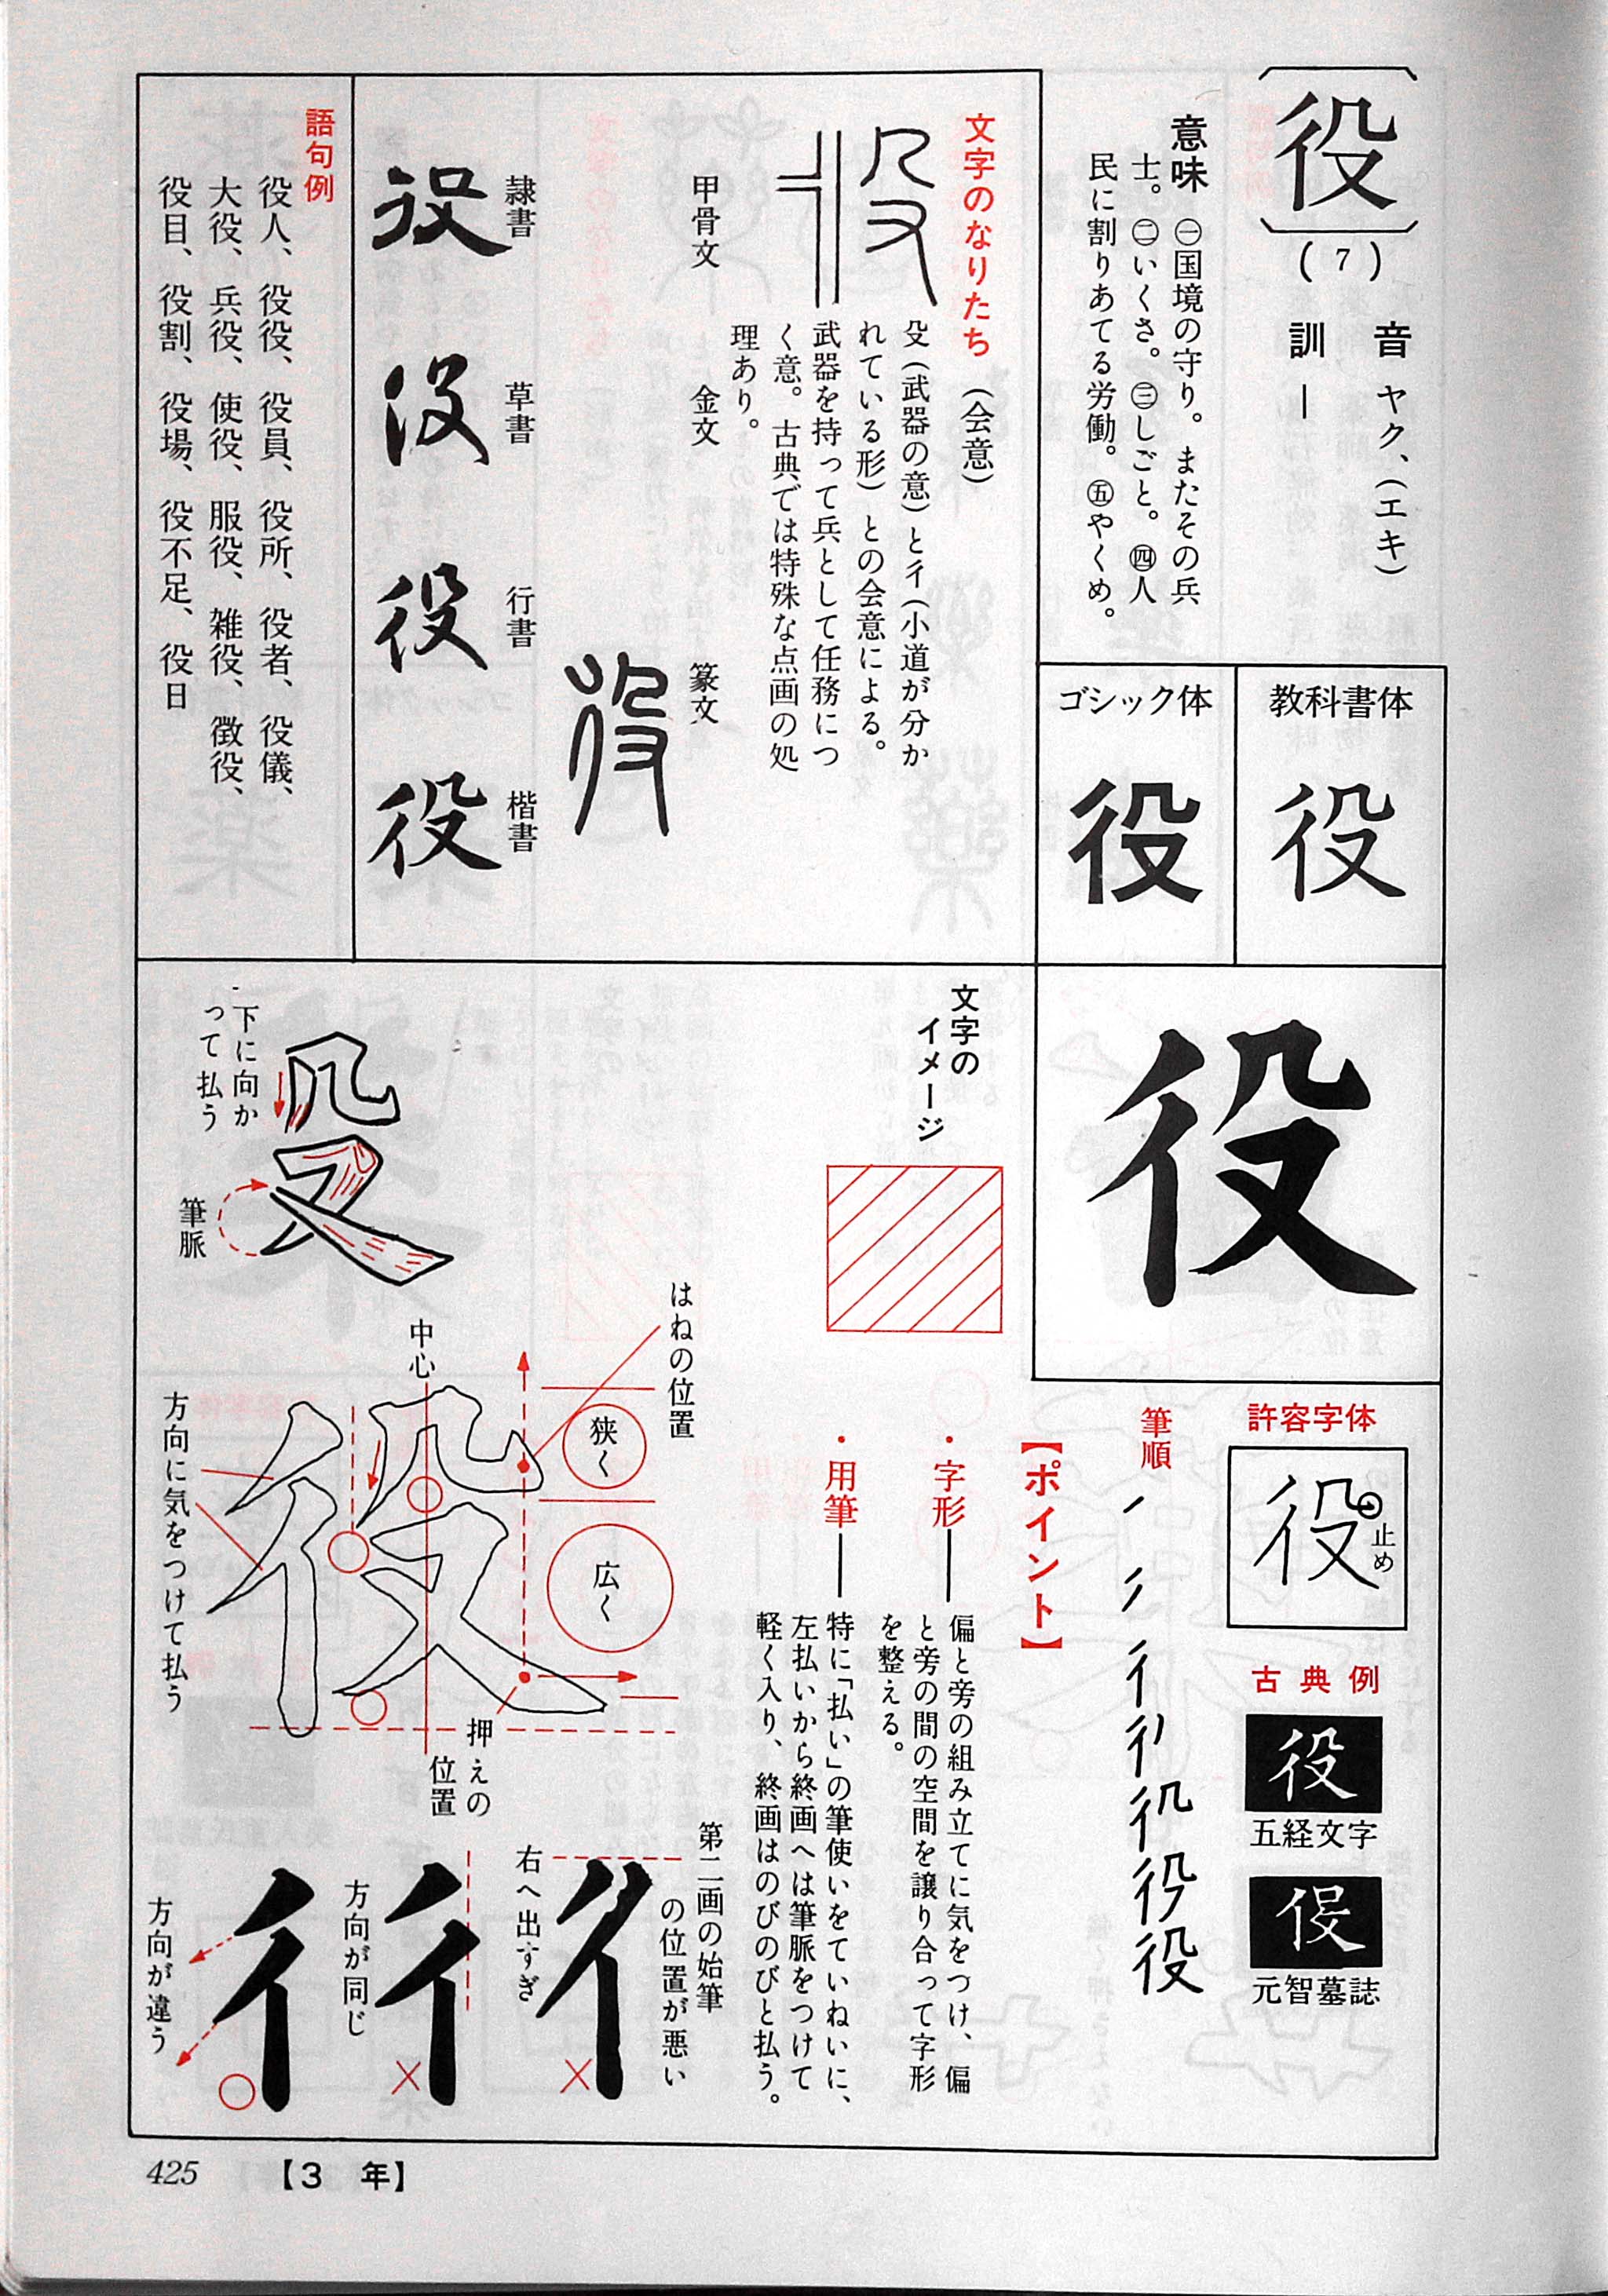 役
(7)
音 ヤク、(エキ)
訓 ―
意味 ㊀国境の守り。またその兵
士。㊁いくさ。㊂しごと。㊃人
民に割りあてる労働。㊄やくめ。
教科書体
役
ゴシック体
役
文字のなりたち (会意)
殳(武器の意)と彳(小道が分か
れている形)との会意による。
武器を持って兵として任務につ
く意。古典では特殊な点画の処
理あり。
甲骨文
金文
篆文
役
隷書
役
草書
役
行書
役
楷書
役
語句例
役人、役役、役員、役所、役者、役儀、
大役、兵役、使役、服役、雑役、徴役、
役目、役割、役場、役不足、役日
役
許容字体
役
止め
古典例
役
五経文字
役
元智墓誌
筆順
役
文字の
イメージ
【ポイント】
・字形―偏と旁の組み立てに気をつけ、偏
と旁の間の空間を譲り合って字形
を整える。
・用筆―特に「払い」の筆使いをていねいに、
左払いから終画へは筆脈をつけて
軽く入り、終画はのびのびと払う。
下に向か
って払う
殳
筆脈
はねの位置
中心
狭く
広く
役
方向に気をつけて払う
押えの
位置
第二画の始筆
の位置が悪い
右へ出すぎ
彳
×
方向が同じ
彳
×
方向が違う
彳
○
425
【3 年】